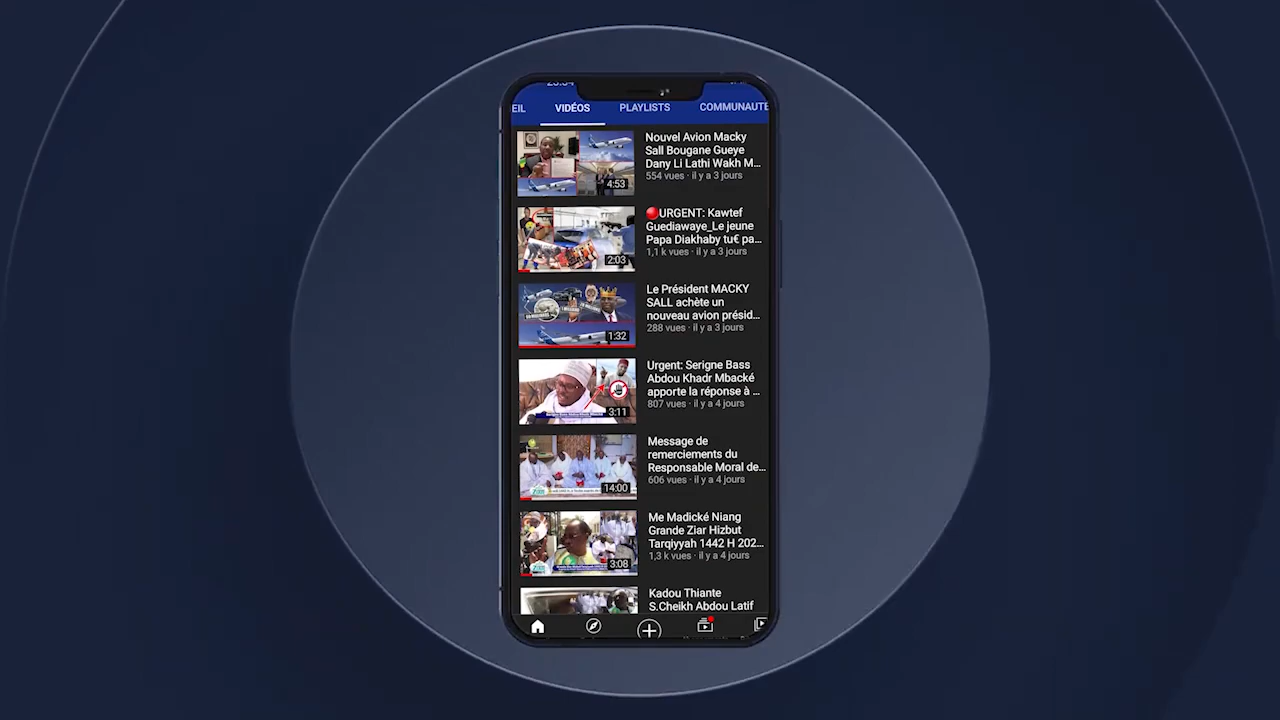 EIL VIDÉOS PLAYLISTS COMMUNAUTÉ
Nouvel Avion Macky
Sall Bougane Gueye
Dany Li Lathi Wakh M...
554 vues · il y a 3 jours
4:53
🔴URGENT: Kawtef
Guediawaye_Le jeune
Papa Diakhaby tu€ pa...
1,1 k vues · il y a 3 jours
2:03
Le Président MACKY
SALL achète un
nouveau avion présid...
288 vues · il y a 3 jours
1:32
Urgent: Serigne Bass
Abdou Khadr Mbacké
apporte la réponse à ...
807 vues · il y a 4 jours
3:11
Message de
remerciements du
Responsable Moral de...
606 vues · il y a 4 jours
14:00
Me Madické Niang
Grande Ziar Hizbut
Tarqiyyah 1442 H 202...
1,3 k vues · il y a 4 jours
3:08
Kadou Thiante
S.Cheikh Abdou Latif